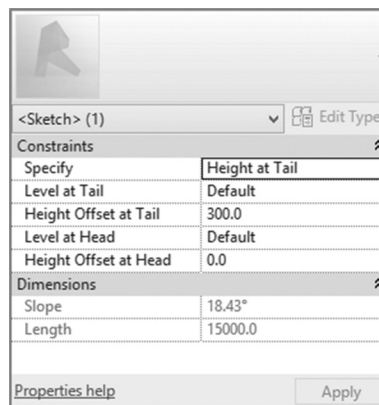 <Sketch> (1) Edit Type
Constraints
Specify Height at Tail
Level at Tail Default
Height Offset at Tail 300.0
Level at Head Default
Height Offset at Head 0.0
Dimensions
Slope 18.43°
Length 15000.0
Properties help Apply